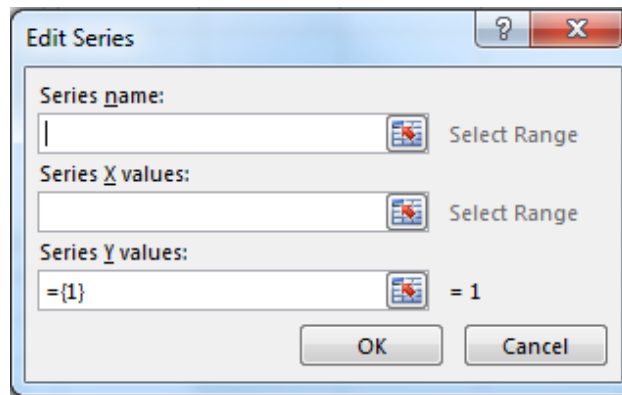 Edit Series
?
x
Series name:
Select Range
Series X values:
Select Range
Series Y values:
={1}
= 1
OK
Cancel